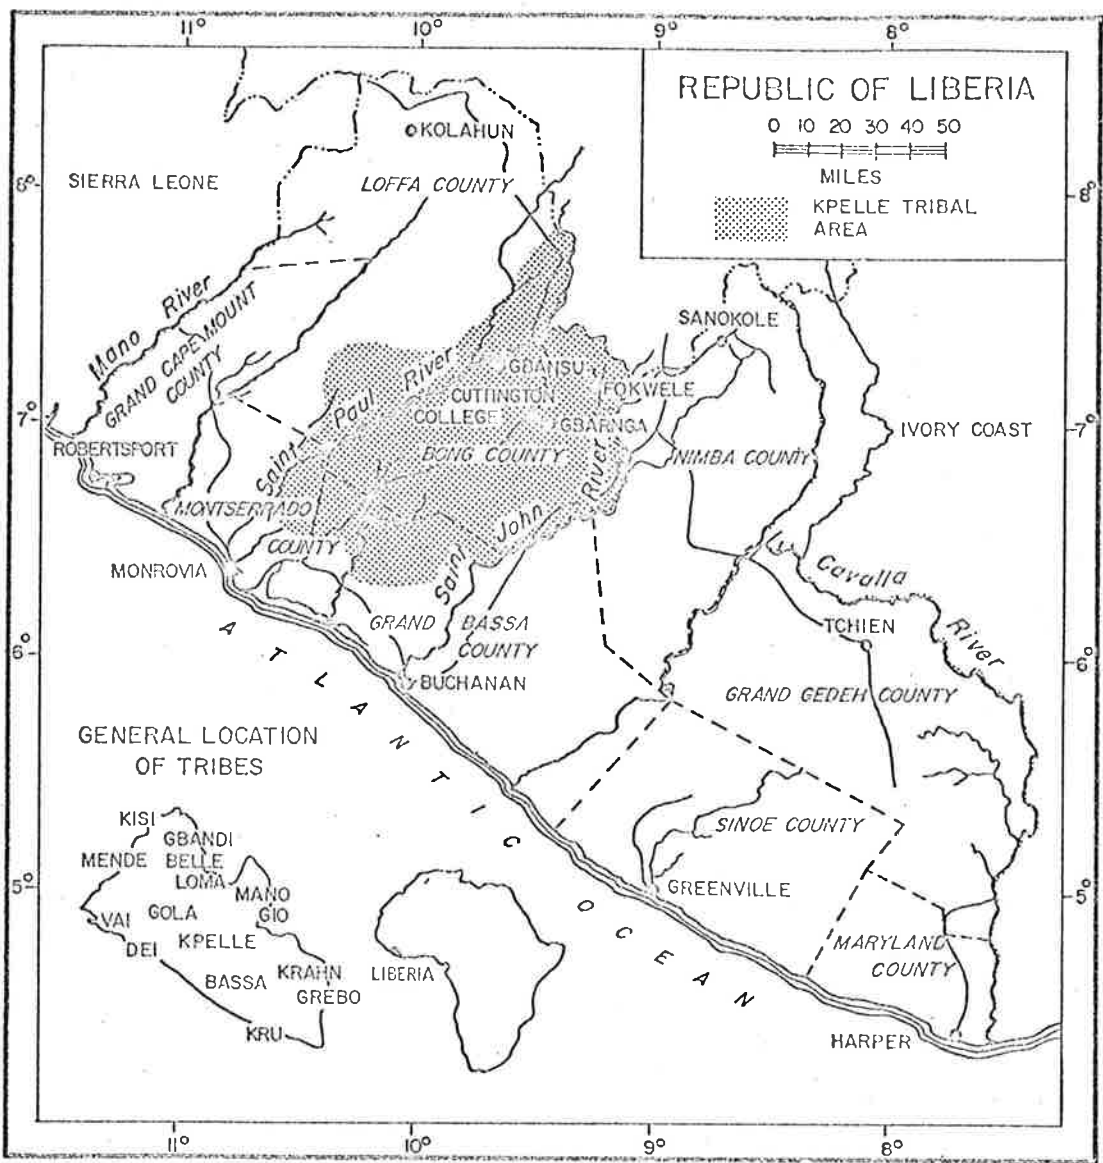 11° 10° 9° 8°
REPUBLIC OF LIBERIA
0 10 20 30 40 50
MILES
KPELLE TRIBAL
AREA
KOLAHUN
8°
SIERRA LEONE
LOFFA COUNTY
8°
Mano River
GRAND CAPE MOUNT
COUNTY
SANOKOLE
GBANSU
FOKWELE
CUTTINGTON
COLLEGE
GBARNGA
Saint Paul River
7°
ROBERTSPORT
BONG COUNTY
NIMBA COUNTY
IVORY COAST
7°
MONTSERRADO
COUNTY
Saint John River
MONROVIA
Cavalla River
GRAND BASSA
COUNTY
TCHIEN
6°
BUCHANAN
GRAND GEDEH COUNTY
6°
ATLANTIC OCEAN
GENERAL LOCATION
OF TRIBES
KISI
GBANDI
MENDE BELLE
LOMA
MANO
GIO
VAI
GOLA
DEI
KPELLE
BASSA
KRAHN
GREBO
KRU
LIBERIA
SINOE COUNTY
5°
GREENVILLE
5°
MARYLAND
COUNTY
HARPER
11° 10° 9° 8°